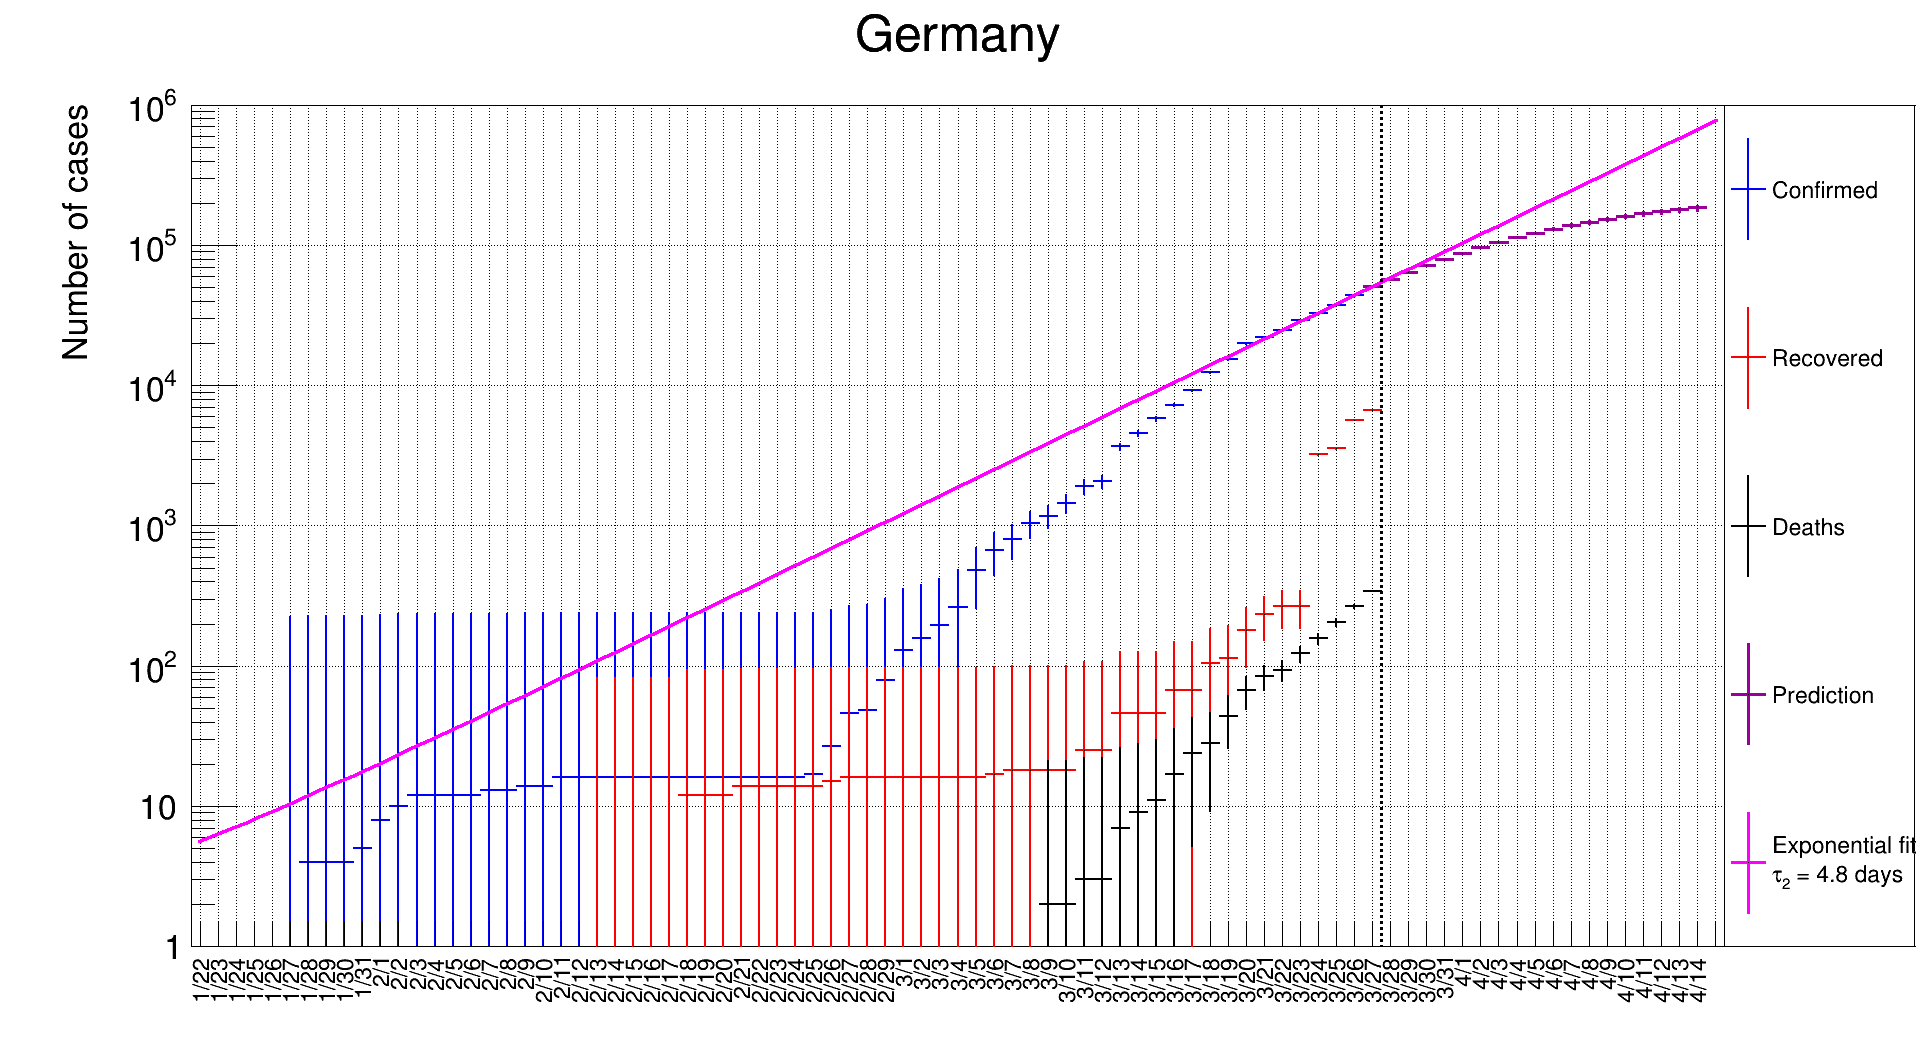 Germany
Number of cases
10^6
10^5
10^4
10^3
10^2
10
1
1/22 1/23 1/24 1/25 1/26 1/27 1/28 1/29 1/30 1/31 2/1 2/2 2/3 2/4 2/5 2/6 2/7 2/8 2/9 2/10 2/11 2/12 2/13 2/14 2/15 2/16 2/17 2/18 2/19 2/20 2/21 2/22 2/23 2/24 2/25 2/26 2/27 2/28 2/29 3/1 3/2 3/3 3/4 3/5 3/6 3/7 3/8 3/9 3/10 3/11 3/12 3/13 3/14 3/15 3/16 3/17 3/18 3/19 3/20 3/21 3/22 3/23 3/24 3/25 3/26 3/27 3/28 3/29 3/30 3/31 4/1 4/2 4/3 4/4 4/5 4/6 4/7 4/8 4/9 4/10 4/11 4/12 4/13 4/14
Confirmed
Recovered
Deaths
Prediction
Exponential fit
τ₂ = 4.8 days